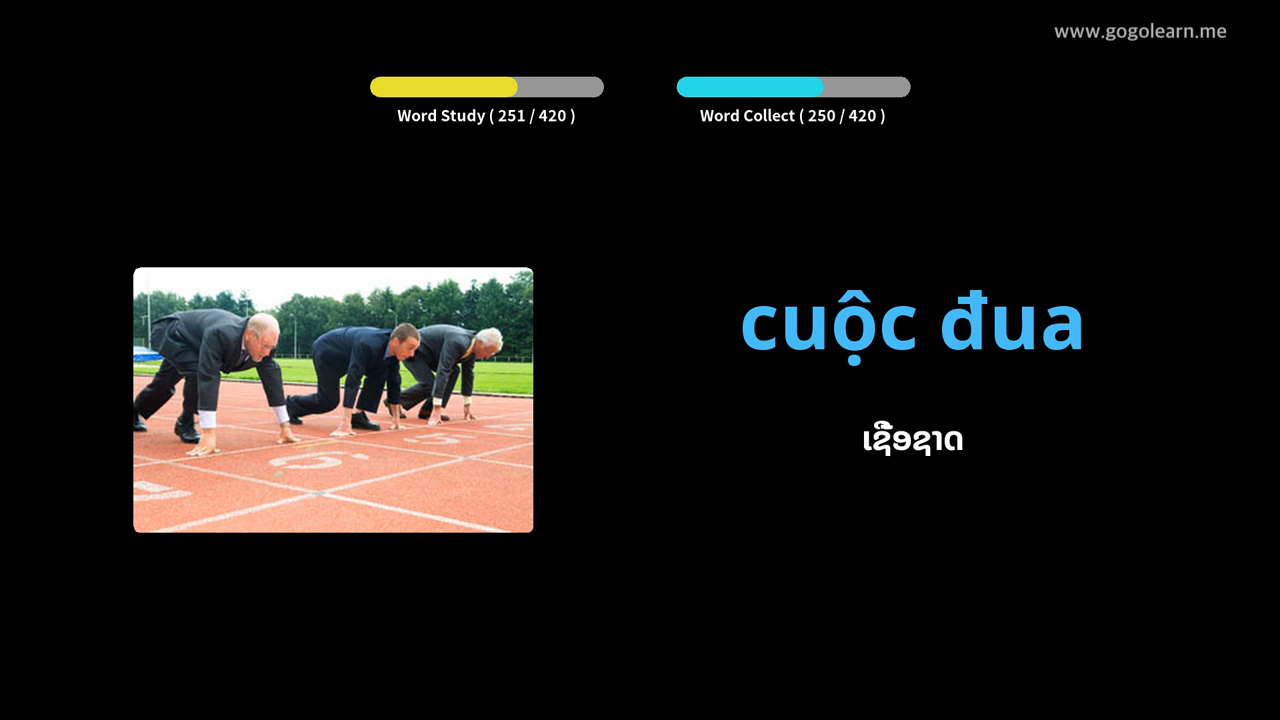 www.gogolearn.me
Word Study ( 251 / 420 )
Word Collect ( 250 / 420 )
cuộc đua
ເຊື້ອຊາດ